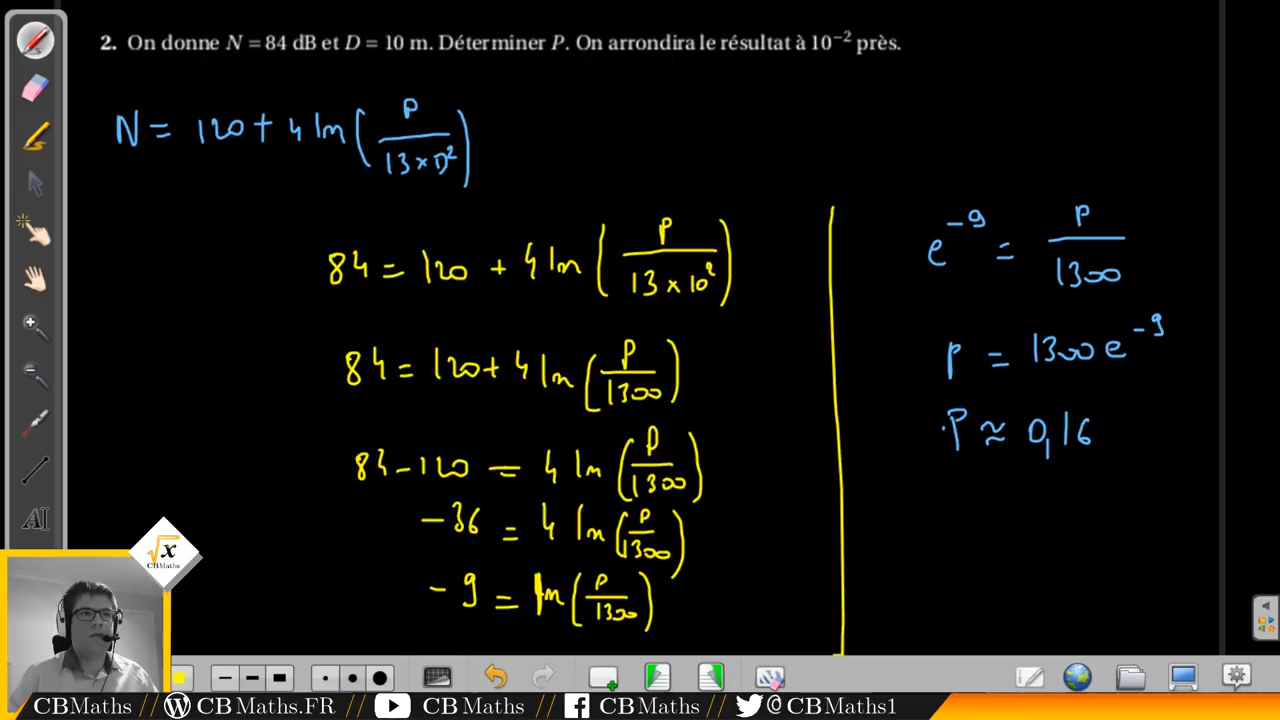 2. On donne N = 84 dB et D = 10 m. Déterminer P. On arrondira le résultat à 10⁻² près.
N = 120 + 4 ln(P / (13 × D²))
84 = 120 + 4 ln(P / (13 × 10²))
84 = 120 + 4 ln(P / 1300)
84 - 120 = 4 ln(P / 1300)
-36 = 4 ln(P / 1300)
-9 = ln(P / 1300)
e⁻⁹ = P / 1300
P = 1300 e⁻⁹
P ≈ 0,16
AI
√x
CBMaths
CBMaths / CBMaths.FR / CBMaths / CBMaths / @CBMaths1